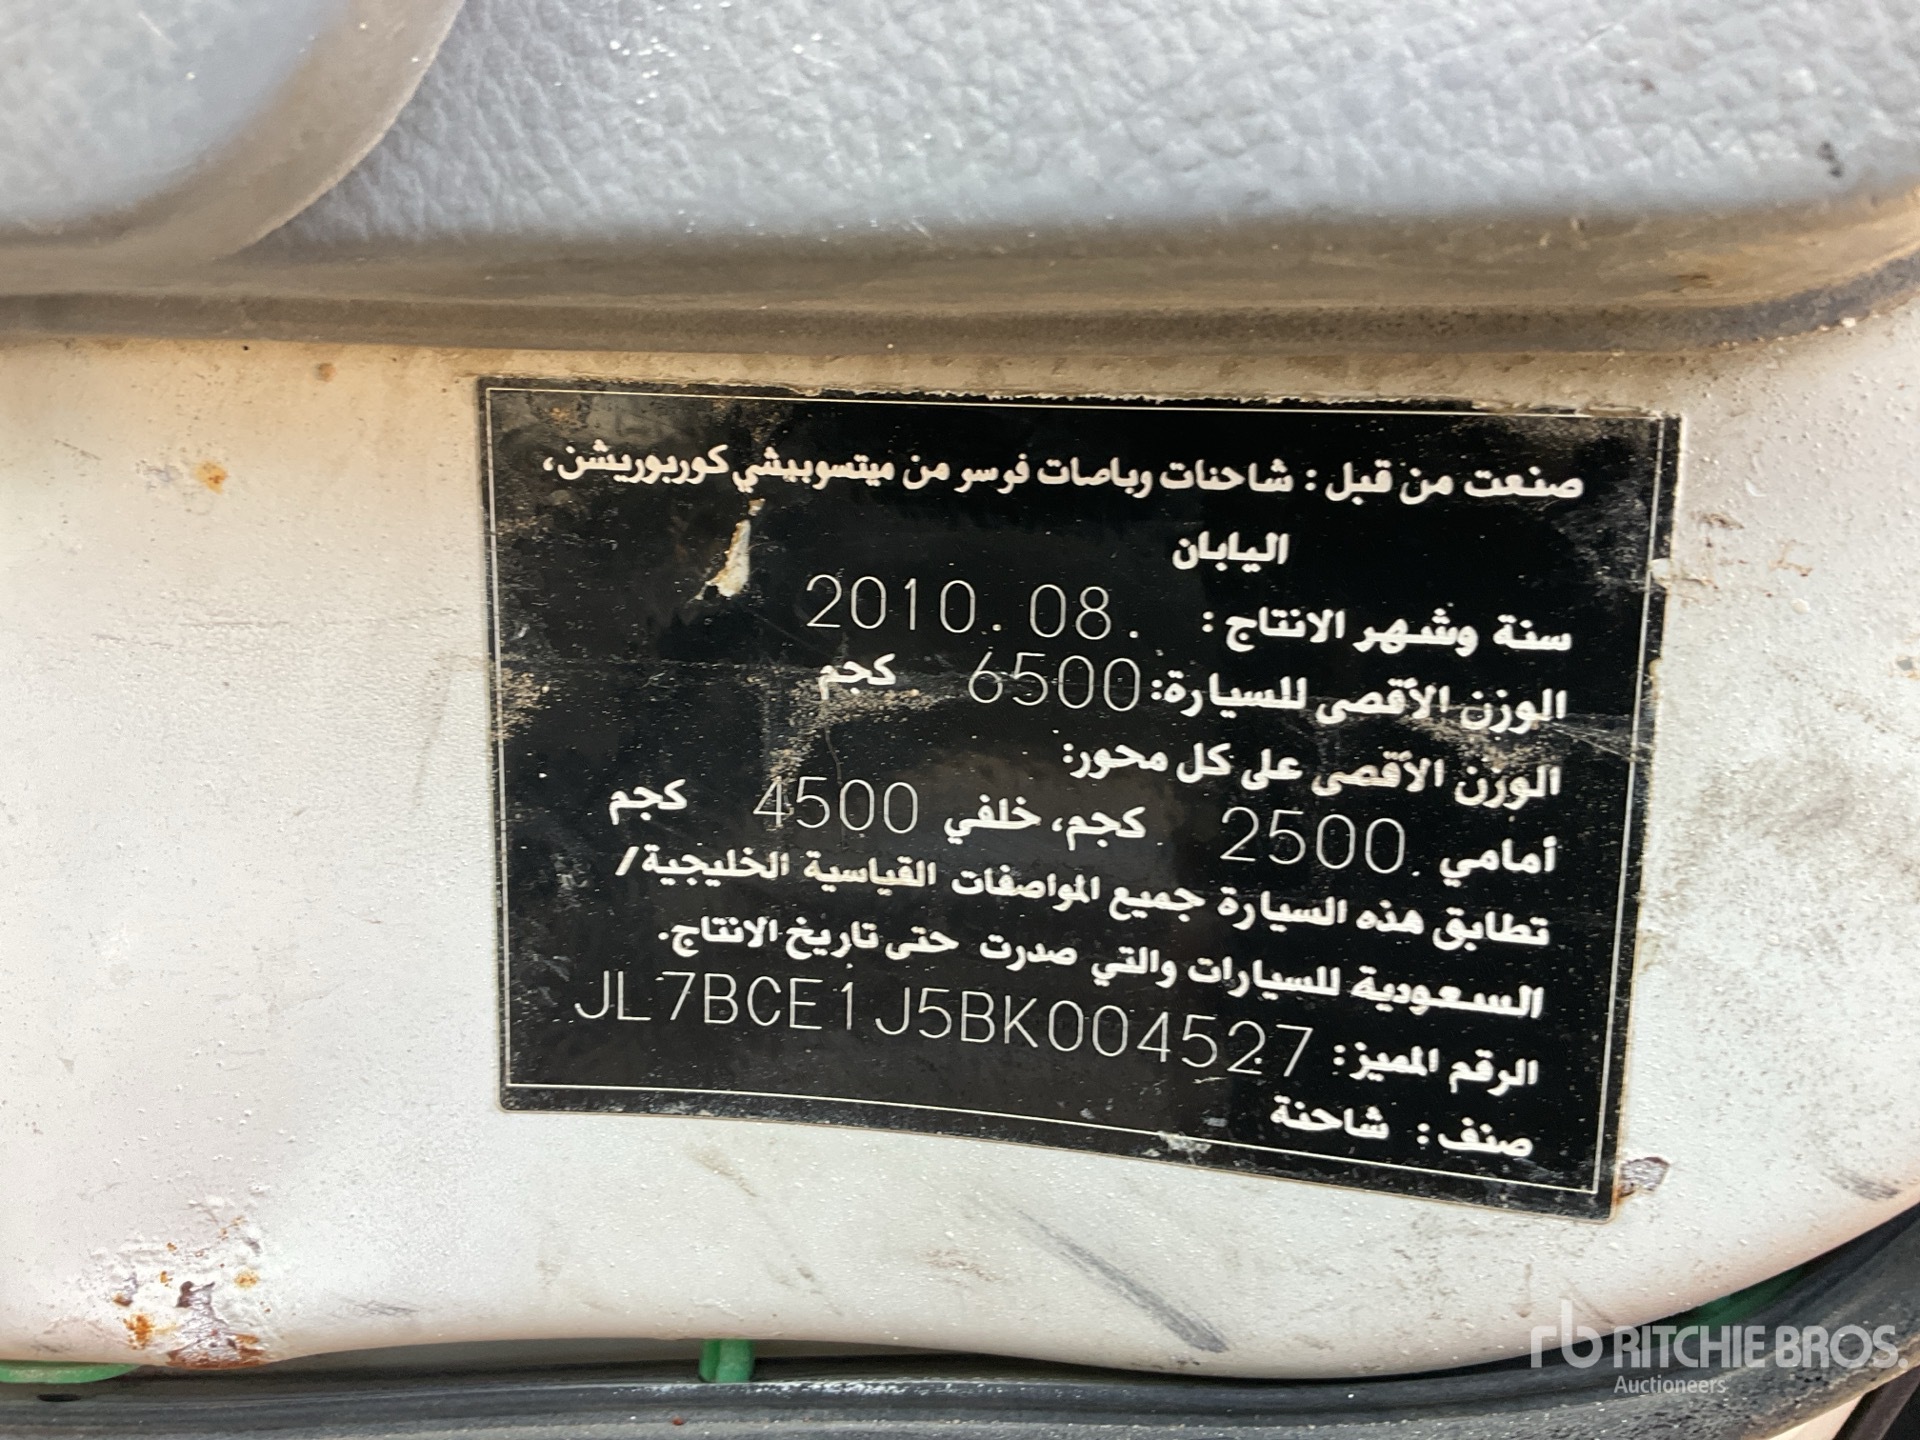 صنعت من قبل : شاحنات وباصات فوسو من ميتسوبيشي كوربوريشن،
اليابان
سنة وشهر الانتاج : 2010. 08.
الوزن الأقصى للسيارة: 6500 كجم
الوزن الأقصى على كل محور:
أمامي 2500 كجم، خلفي 4500 كجم
تطابق هذه السيارة جميع المواصفات القياسية الخليجية/
السعودية للسيارات والتي صدرت حتى تاريخ الانتاج.
الرقم المميز: JL7BCE1J5BK004527
صنف : شاحنة
rb RITCHIE BROS.
Auctioneers